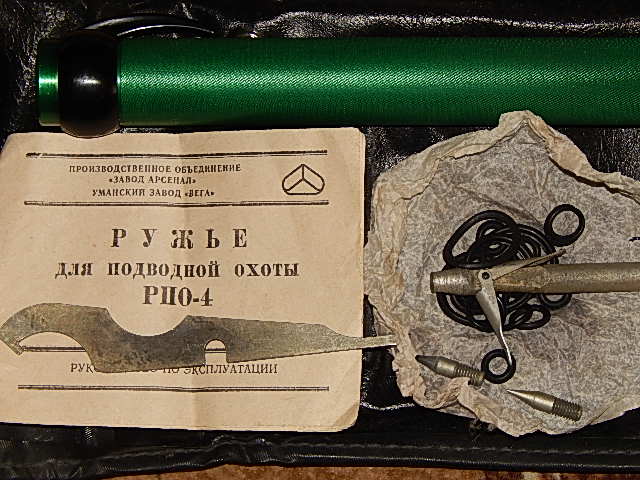 ПРОИЗВОДСТВЕННОЕ ОБЪЕДИНЕНИЕ
«ЗАВОД АРСЕНАЛ»
УМАНСКИЙ ЗАВОД «ВЕГА»
РУЖЬЕ
для подводной охоты
РПО-4
ПО ЭКСПЛУАТАЦИИ